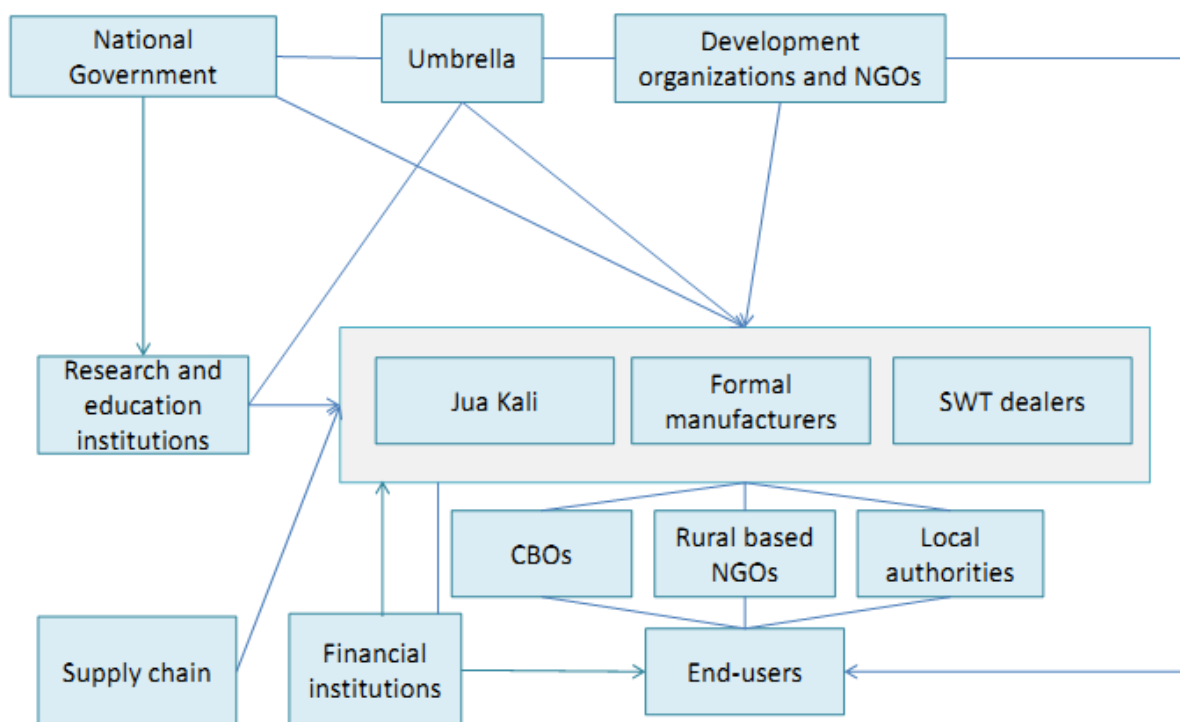 National
Government
Umbrella
Development
organizations and NGOs
Research and
education
institutions
Jua Kali
Formal
manufacturers
SWT dealers
CBOs
Rural based
NGOs
Local
authorities
Supply chain
Financial
institutions
End-users